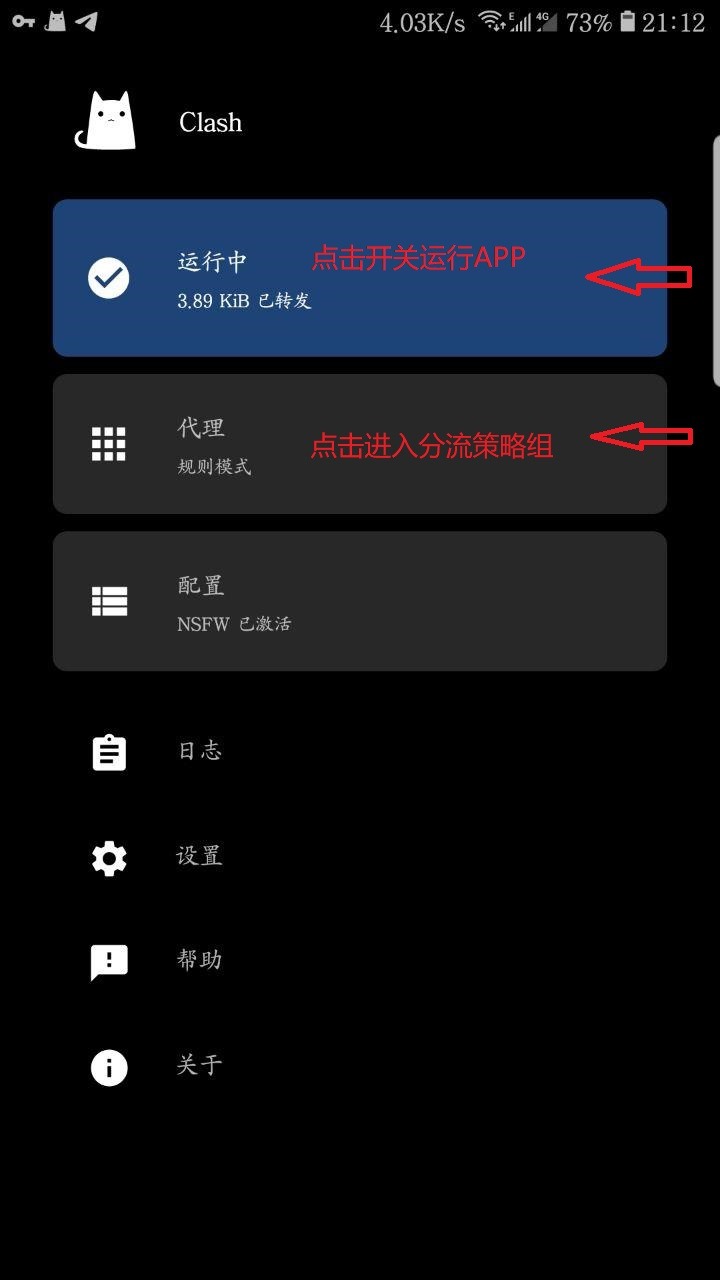 4.03K/s E 4G 73% 21:12
Clash
运行中 点击开关运行APP
3.89 KiB 已转发
代理
点击进入分流策略组
规则模式
配置
NSFW 已激活
日志
设置
帮助
关于